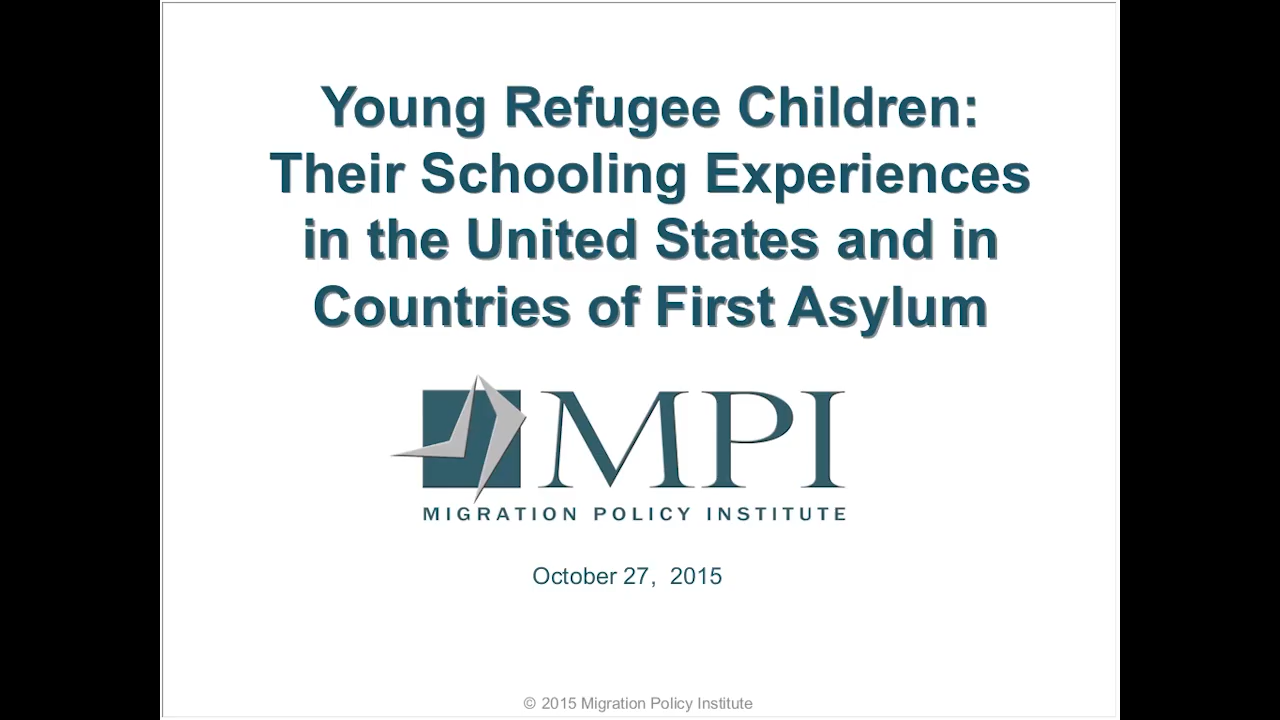 Young Refugee Children:
Their Schooling Experiences
in the United States and in
Countries of First Asylum
MPI
MIGRATION POLICY INSTITUTE
October 27,  2015
© 2015 Migration Policy Institute